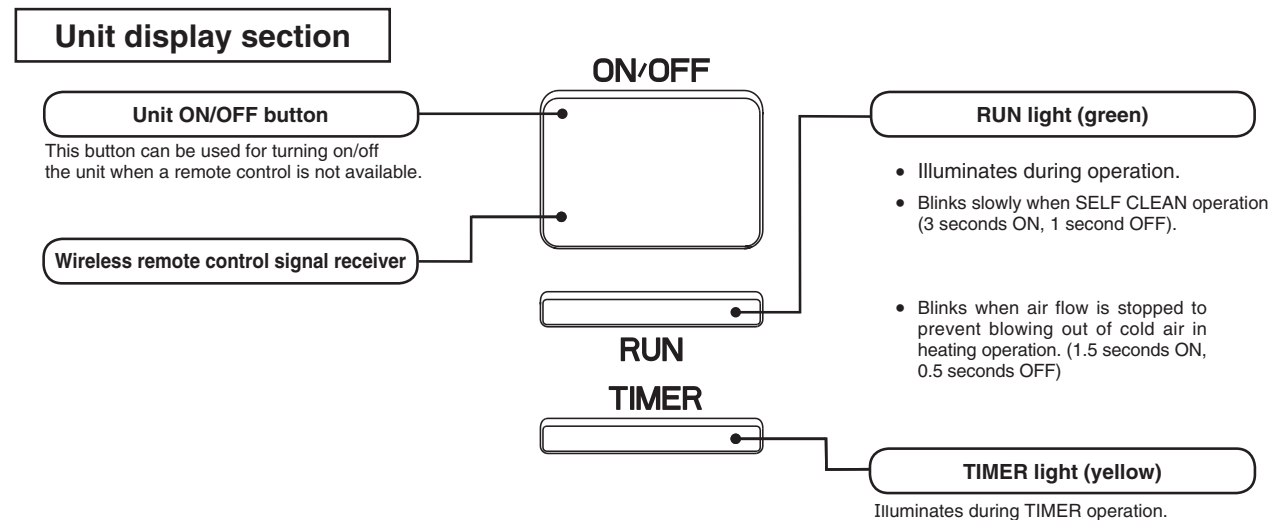 Unit display section
ON/OFF
Unit ON/OFF button
This button can be used for turning on/off
the unit when a remote control is not available.
Wireless remote control signal receiver
RUN light (green)
• Illuminates during operation.
• Blinks slowly when SELF CLEAN operation
(3 seconds ON, 1 second OFF).
• Blinks when air flow is stopped to
prevent blowing out of cold air in
heating operation. (1.5 seconds ON,
0.5 seconds OFF)
RUN
TIMER
TIMER light (yellow)
Illuminates during TIMER operation.